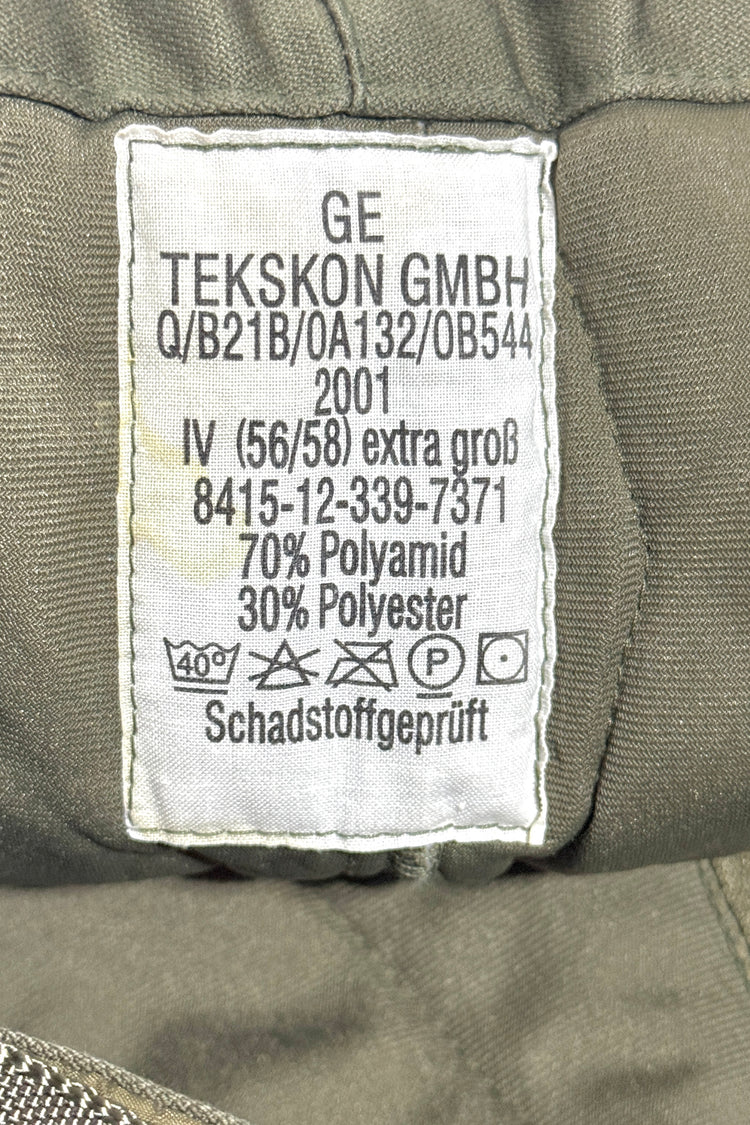 GE
TEKSKON GMBH
Q/B21B/0A132/0B544
2001
IV (56/58) extra groß
8415-12-339-7371
70% Polyamid
30% Polyester
40° P
Schadstoffgeprüft